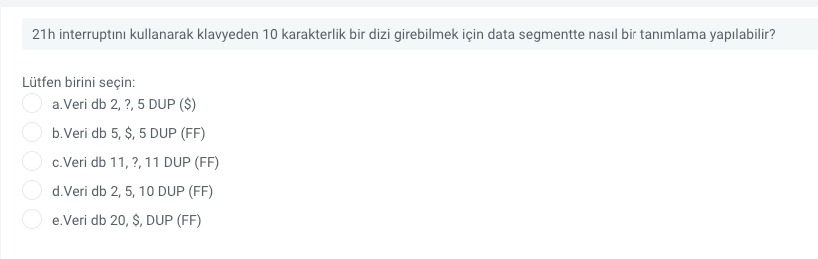 21h interruptını kullanarak klavyeden 10 karakterlik bir dizi girebilmek için data segmentte nasıl bir tanımlama yapılabilir?
Lütfen birini seçin:
a.Veri db 2, ?, 5 DUP ($)
b.Veri db 5, $, 5 DUP (FF)
c.Veri db 11, ?, 11 DUP (FF)
d.Veri db 2, 5, 10 DUP (FF)
e.Veri db 20, $, DUP (FF)